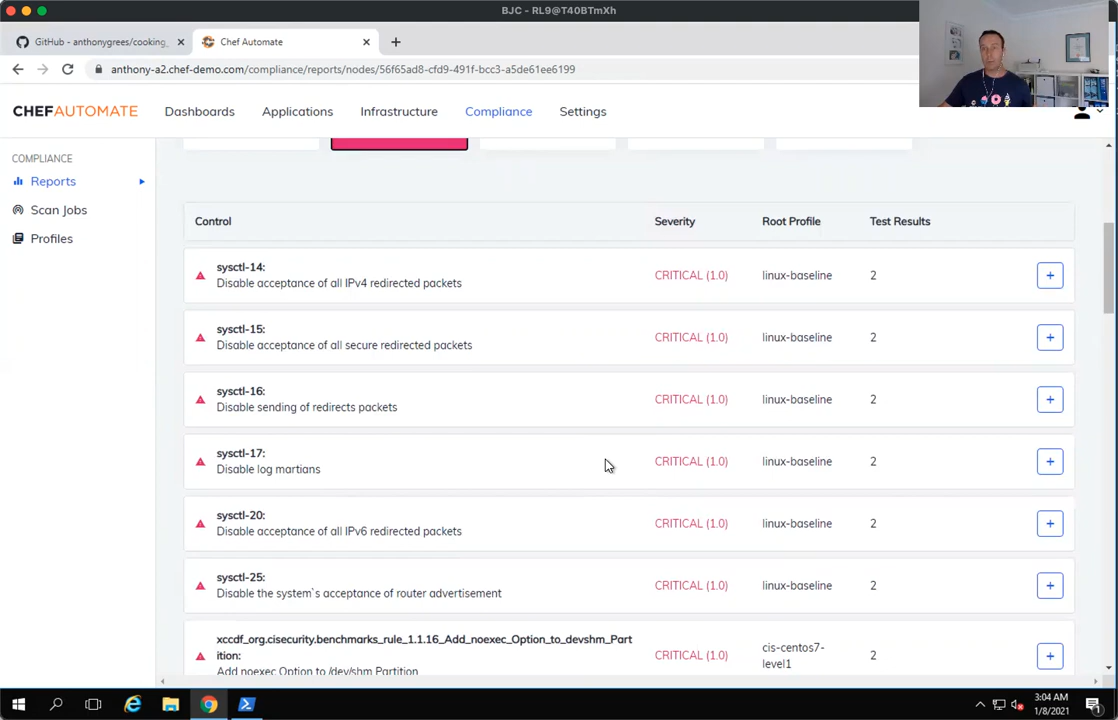 BJC - RL9@T40BTmXh
GitHub - anthonygrees/cooking_
Chef Automate
anthony-a2.chef-demo.com/compliance/reports/nodes/56f65ad8-cfd9-491f-bcc3-a5de61ee6199
CHEFAUTOMATE
Dashboards
Applications
Infrastructure
Compliance
Settings
COMPLIANCE
Reports
Scan Jobs
Profiles
Control Severity Root Profile Test Results
sysctl-14:
Disable acceptance of all IPv4 redirected packets
CRITICAL (1.0) linux-baseline 2 +
sysctl-15:
Disable acceptance of all secure redirected packets
CRITICAL (1.0) linux-baseline 2 +
sysctl-16:
Disable sending of redirects packets
CRITICAL (1.0) linux-baseline 2 +
sysctl-17:
Disable log martians
CRITICAL (1.0) linux-baseline 2 +
sysctl-20:
Disable acceptance of all IPv6 redirected packets
CRITICAL (1.0) linux-baseline 2 +
sysctl-25:
Disable the system`s acceptance of router advertisement
CRITICAL (1.0) linux-baseline 2 +
xccdf_org.cisecurity.benchmarks_rule_1.1.16_Add_noexec_Option_to_devshm_Part
ition:
Add noexec Option to /dev/shm Partition
CRITICAL (1.0)
cis-centos7-
level1
2 +
3:04 AM
1/8/2021